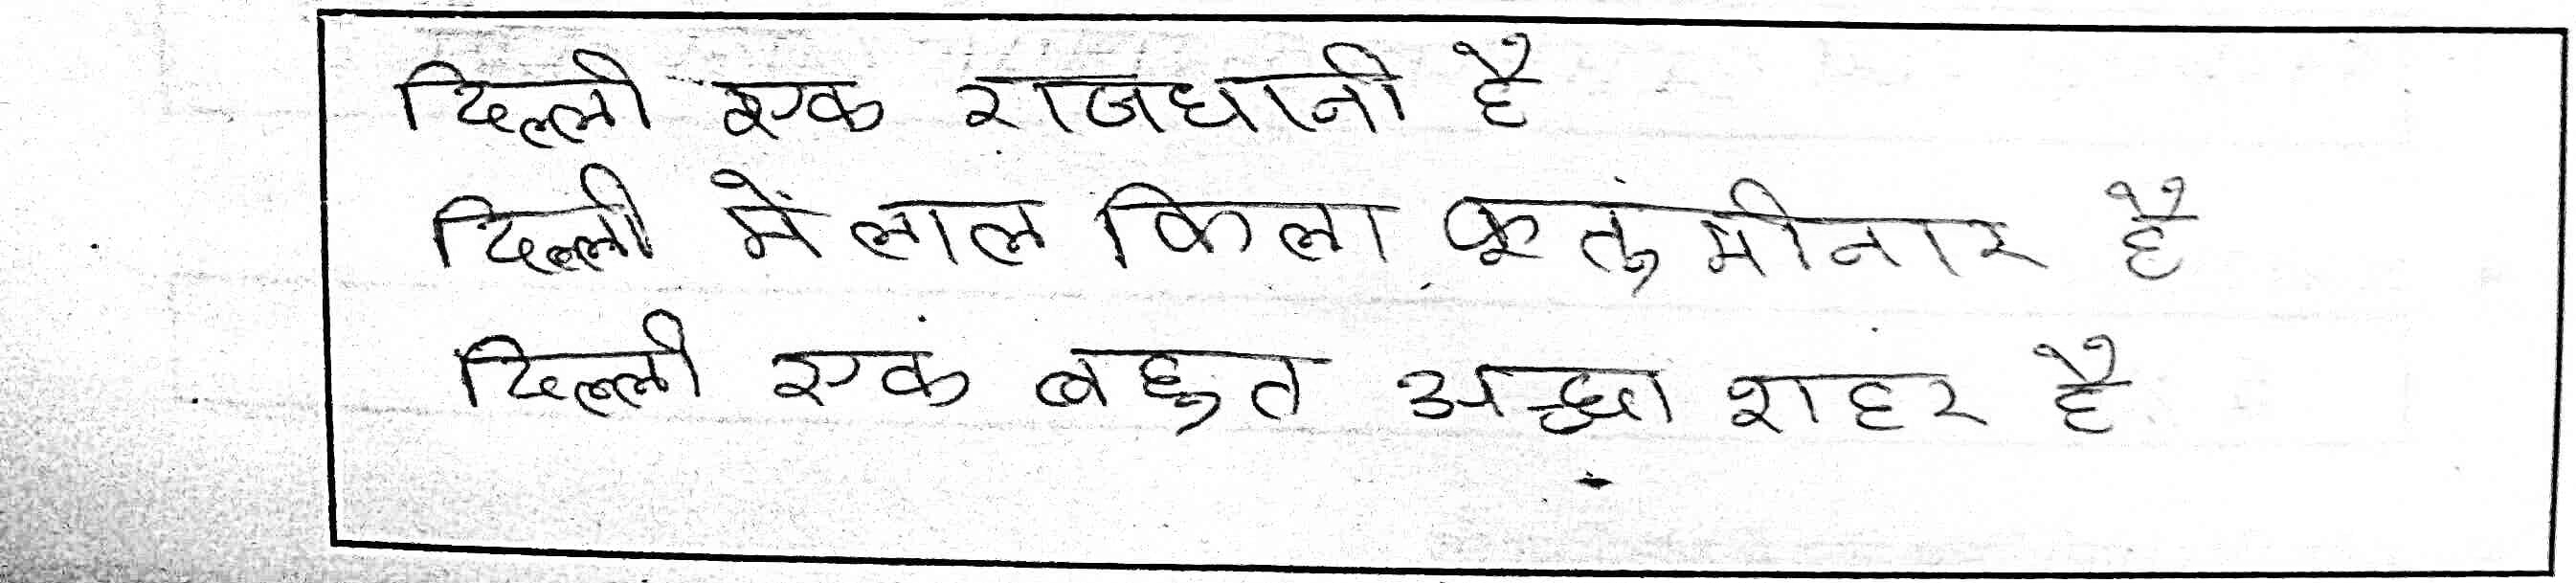 दिल्ली एक राजधानी है
दिल्ली में लाल किला कुतुं मीनार है
दिल्ली एक बहुत अच्छा शहर है